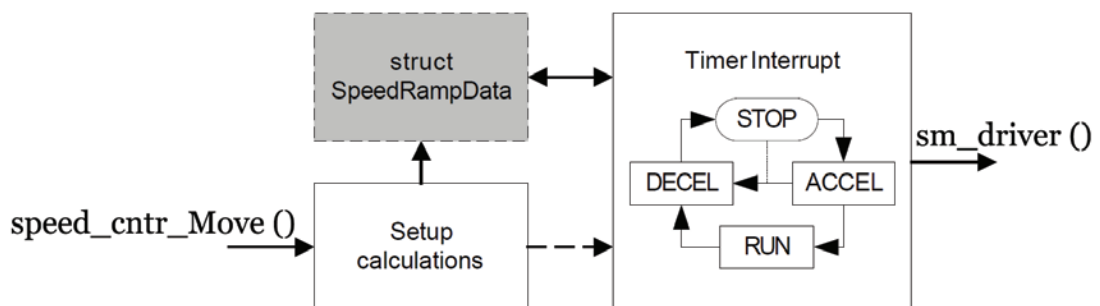 struct
SpeedRampData
Timer Interrupt
STOP
sm_driver ()
DECEL
ACCEL
speed_cntr_Move ()
Setup
calculations
RUN